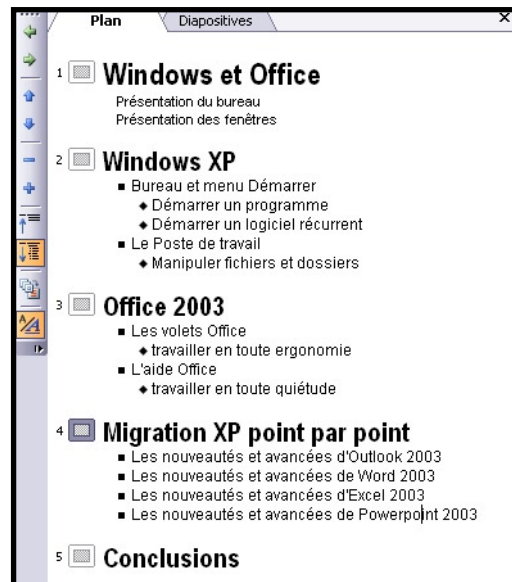 Plan
Diapositives
1 Windows et Office
Présentation du bureau
Présentation des fenêtres
2 Windows XP
Bureau et menu Démarrer
Démarrer un programme
Démarrer un logiciel récurrent
Le Poste de travail
Manipuler fichiers et dossiers
3 Office 2003
Les volets Office
travailler en toute ergonomie
L'aide Office
travailler en toute quiétude
4 Migration XP point par point
Les nouveautés et avancées d'Outlook 2003
Les nouveautés et avancées de Word 2003
Les nouveautés et avancées d'Excel 2003
Les nouveautés et avancées de Powerpoint 2003
5 Conclusions